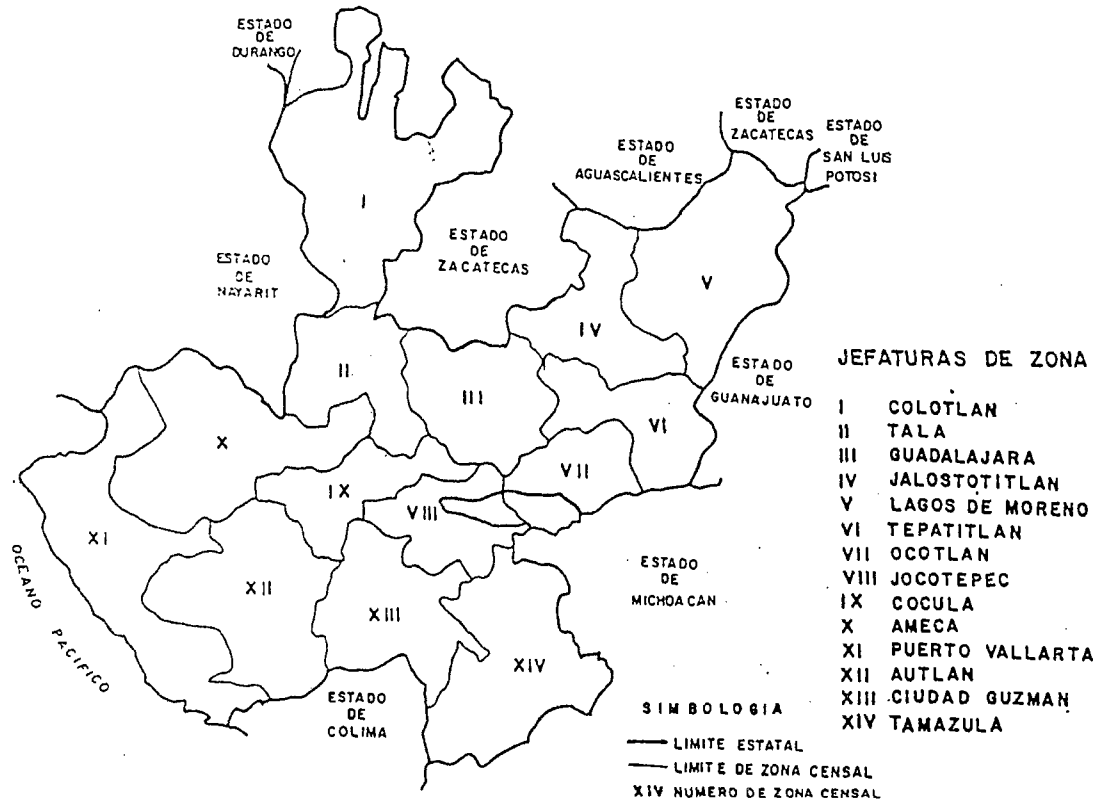 ESTADO
DE
DURANGO
ESTADO
DE
ZACATECAS
ESTADO
DE
SAN LUIS
POTOSI
ESTADO
DE
AGUASCALIENTES
I
ESTADO
DE
ZACATECAS
ESTADO
DE
NAYARIT
V
IV
II
III
ESTADO
DE
GUANAJUATO
X
VI
VII
IX
VIII
XI
XII
XIII
XIV
OCEANO PACIFICO
ESTADO
DE
MICHOACAN
ESTADO
DE
COLIMA
JEFATURAS DE ZONA
I COLOTLAN
II TALA
III GUADALAJARA
IV JALOSTOTITLAN
V LAGOS DE MORENO
VI TEPATITLAN
VII OCOTLAN
VIII JOCOTEPEC
IX COCULA
X AMECA
XI PUERTO VALLARTA
XII AUTLAN
XIII CIUDAD GUZMAN
XIV TAMAZULA
SIMBOLOGIA
LIMITE ESTATAL
LIMITE DE ZONA CENSAL
XIV NUMERO DE ZONA CENSAL